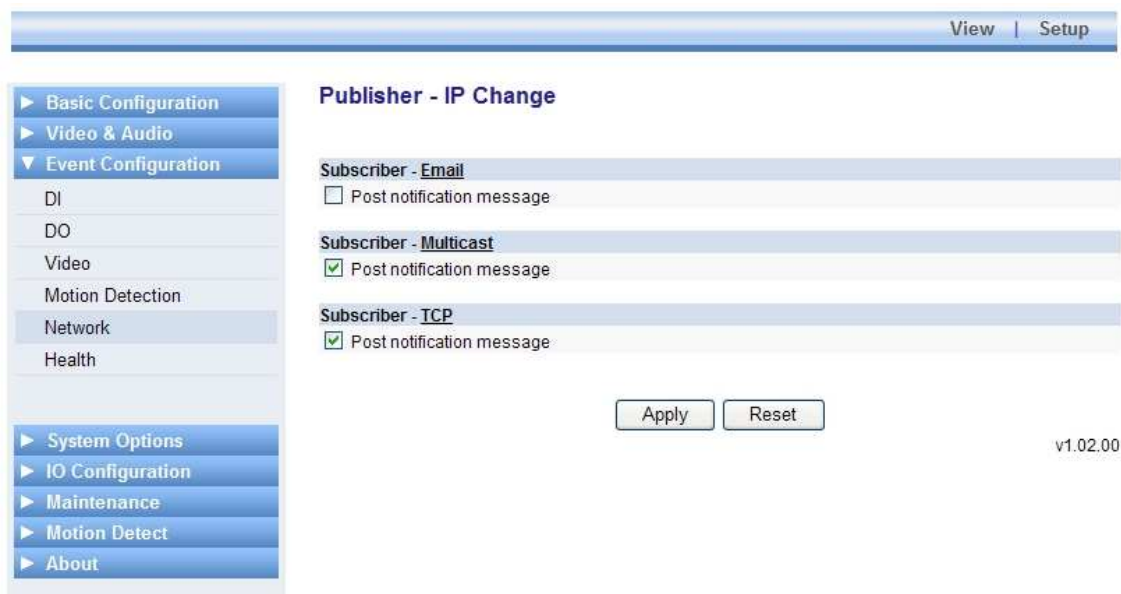 View | Setup
Basic Configuration
Video & Audio
Event Configuration
DI
DO
Video
Motion Detection
Network
Health
System Options
IO Configuration
Maintenance
Motion Detect
About
Publisher - IP Change
Subscriber - Email
Post notification message
Subscriber - Multicast
Post notification message
Subscriber - TCP
Post notification message
Apply Reset
v1.02.00